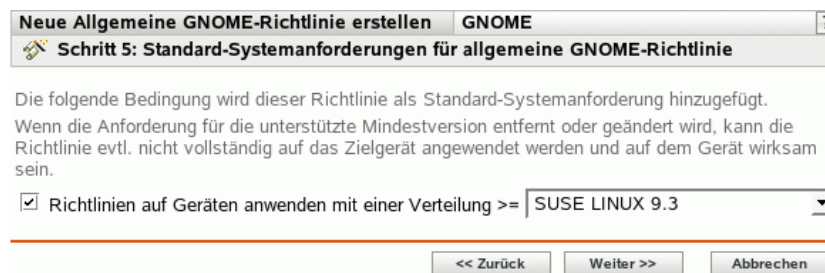 Neue Allgemeine GNOME-Richtlinie erstellen GNOME
Schritt 5: Standard-Systemanforderungen für allgemeine GNOME-Richtlinie
Die folgende Bedingung wird dieser Richtlinie als Standard-Systemanforderung hinzugefügt.
Wenn die Anforderung für die unterstützte Mindestversion entfernt oder geändert wird, kann die
Richtlinie evtl. nicht vollständig auf das Zielgerät angewendet werden und auf dem Gerät wirksam
sein.
Richtlinien auf Geräten anwenden mit einer Verteilung >= SUSE LINUX 9.3
<< Zurück Weiter >> Abbrechen